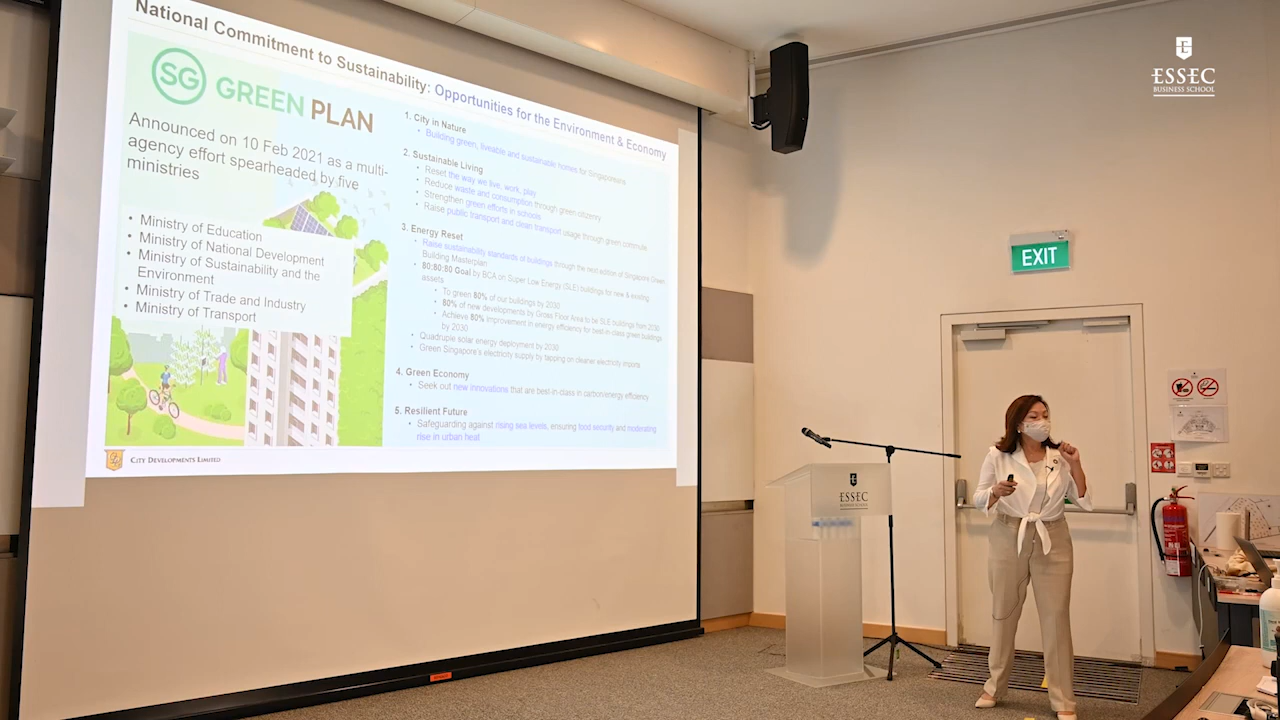 National Commitment to Sustainability: Opportunities for the Environment & Economy
SG GREEN PLAN
Announced on 10 Feb 2021 as a multi-
agency effort spearheaded by five
ministries
• Ministry of Education
• Ministry of National Development
• Ministry of Sustainability and the
Environment
• Ministry of Trade and Industry
• Ministry of Transport
1. City in Nature
• Building green, liveable and sustainable homes for Singaporeans
2. Sustainable Living
• Reset the way we live, work, play
• Reduce waste and consumption through green citizenry
• Strengthen green efforts in schools
• Raise public transport and clean transport usage through green commute
3. Energy Reset
• Raise sustainability standards of buildings through the next edition of Singapore Green
Building Masterplan
• 80:80:80 Goal by BCA on Super Low Energy (SLE) buildings for new & existing
assets
• To green 80% of our buildings by 2030
• 80% of new developments by Gross Floor Area to be SLE buildings from 2030
• Achieve 80% improvement in energy efficiency for best-in-class green buildings
by 2030
• Quadruple solar energy deployment by 2030
• Green Singapore's electricity supply by tapping on cleaner electricity imports
4. Green Economy
• Seek out new innovations that are best-in-class in carbon/energy efficiency
5. Resilient Future
• Safeguarding against rising sea levels, ensuring food security and moderating
rise in urban heat
CITY DEVELOPMENTS LIMITED
ESSEC
BUSINESS SCHOOL
EXIT
ESSEC
BUSINESS SCHOOL